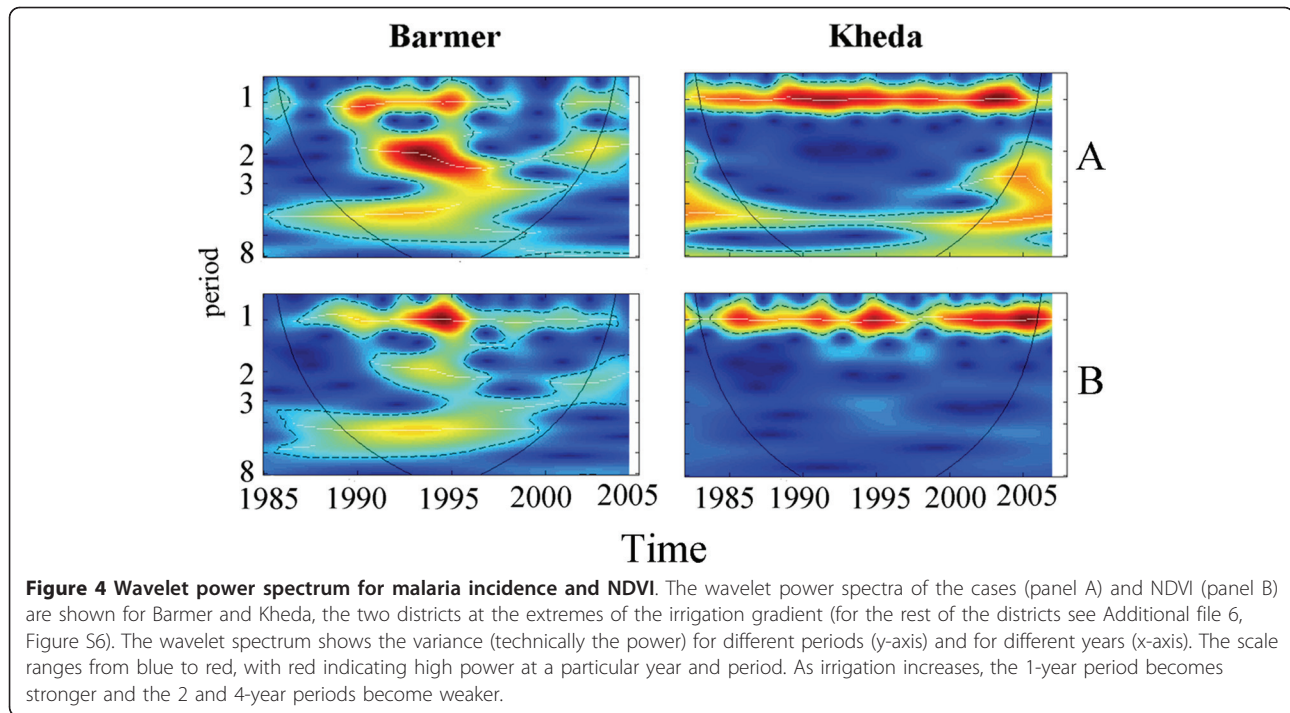 Barmer
Kheda
1
2
3
8
A
period
1
2
3
8
B
1985 1990 1995 2000 2005
1985 1990 1995 2000 2005
Time
Figure 4 Wavelet power spectrum for malaria incidence and NDVI. The wavelet power spectra of the cases (panel A) and NDVI (panel B)
are shown for Barmer and Kheda, the two districts at the extremes of the irrigation gradient (for the rest of the districts see Additional file 6,
Figure S6). The wavelet spectrum shows the variance (technically the power) for different periods (y-axis) and for different years (x-axis). The scale
ranges from blue to red, with red indicating high power at a particular year and period. As irrigation increases, the 1-year period becomes
stronger and the 2 and 4-year periods become weaker.